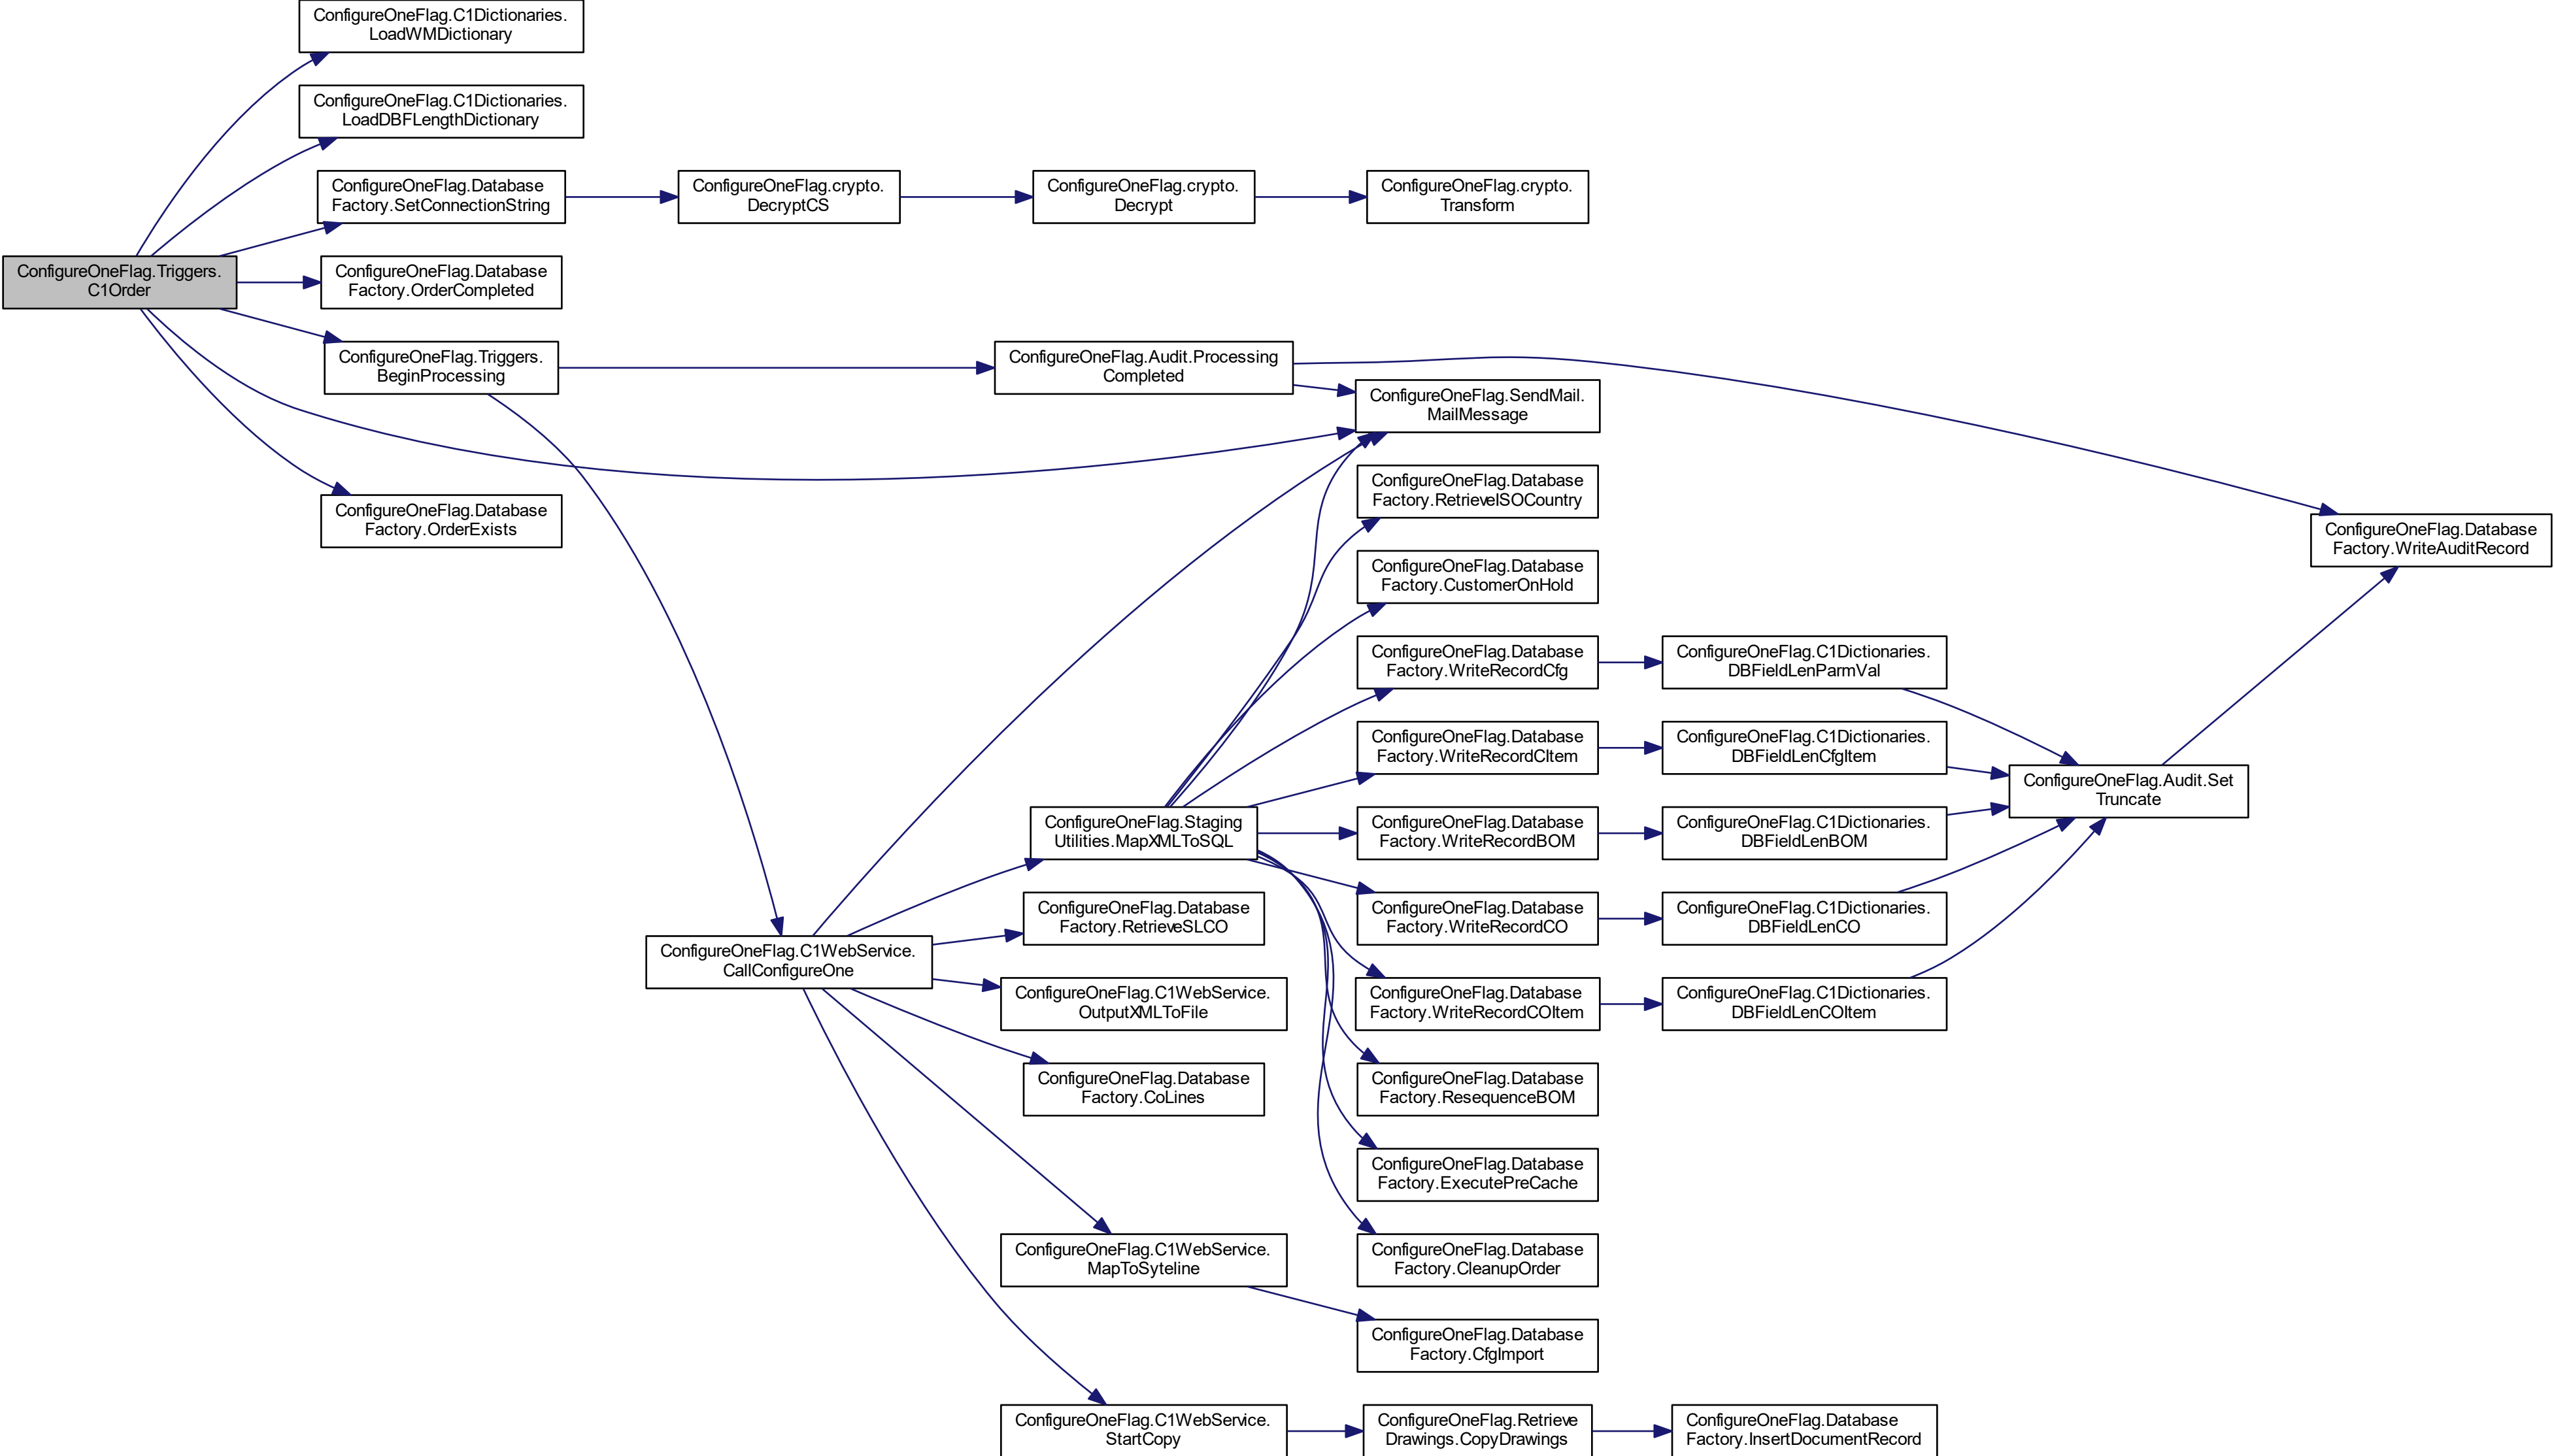 ConfigureOneFlag.C1Dictionaries.
LoadWMDictionary
ConfigureOneFlag.C1Dictionaries.
LoadDBFLengthDictionary
ConfigureOneFlag.Database
Factory.SetConnectionString
ConfigureOneFlag.crypto.
DecryptCS
ConfigureOneFlag.crypto.
Decrypt
ConfigureOneFlag.crypto.
Transform
ConfigureOneFlag.Triggers.
C1Order
ConfigureOneFlag.Database
Factory.OrderCompleted
ConfigureOneFlag.Triggers.
BeginProcessing
ConfigureOneFlag.Audit.Processing
Completed
ConfigureOneFlag.SendMail.
MailMessage
ConfigureOneFlag.Database
Factory.RetrieveISOCountry
ConfigureOneFlag.Database
Factory.OrderExists
ConfigureOneFlag.Database
Factory.WriteAuditRecord
ConfigureOneFlag.Database
Factory.CustomerOnHold
ConfigureOneFlag.Database
Factory.WriteRecordCfg
ConfigureOneFlag.C1Dictionaries.
DBFieldLenParmVal
ConfigureOneFlag.Database
Factory.WriteRecordCItem
ConfigureOneFlag.C1Dictionaries.
DBFieldLenCfgItem
ConfigureOneFlag.Audit.Set
Truncate
ConfigureOneFlag.Staging
Utilities.MapXMLToSQL
ConfigureOneFlag.Database
Factory.WriteRecordBOM
ConfigureOneFlag.C1Dictionaries.
DBFieldLenBOM
ConfigureOneFlag.Database
Factory.RetrieveSLCO
ConfigureOneFlag.Database
Factory.WriteRecordCO
ConfigureOneFlag.C1Dictionaries.
DBFieldLenCO
ConfigureOneFlag.C1WebService.
CallConfigureOne
ConfigureOneFlag.C1WebService.
OutputXMLToFile
ConfigureOneFlag.Database
Factory.WriteRecordCOItem
ConfigureOneFlag.C1Dictionaries.
DBFieldLenCOItem
ConfigureOneFlag.Database
Factory.CoLines
ConfigureOneFlag.Database
Factory.ResequenceBOM
ConfigureOneFlag.Database
Factory.ExecutePreCache
ConfigureOneFlag.C1WebService.
MapToSyteline
ConfigureOneFlag.Database
Factory.CleanupOrder
ConfigureOneFlag.Database
Factory.CfgImport
ConfigureOneFlag.C1WebService.
StartCopy
ConfigureOneFlag.Retrieve
Drawings.CopyDrawings
ConfigureOneFlag.Database
Factory.InsertDocumentRecord